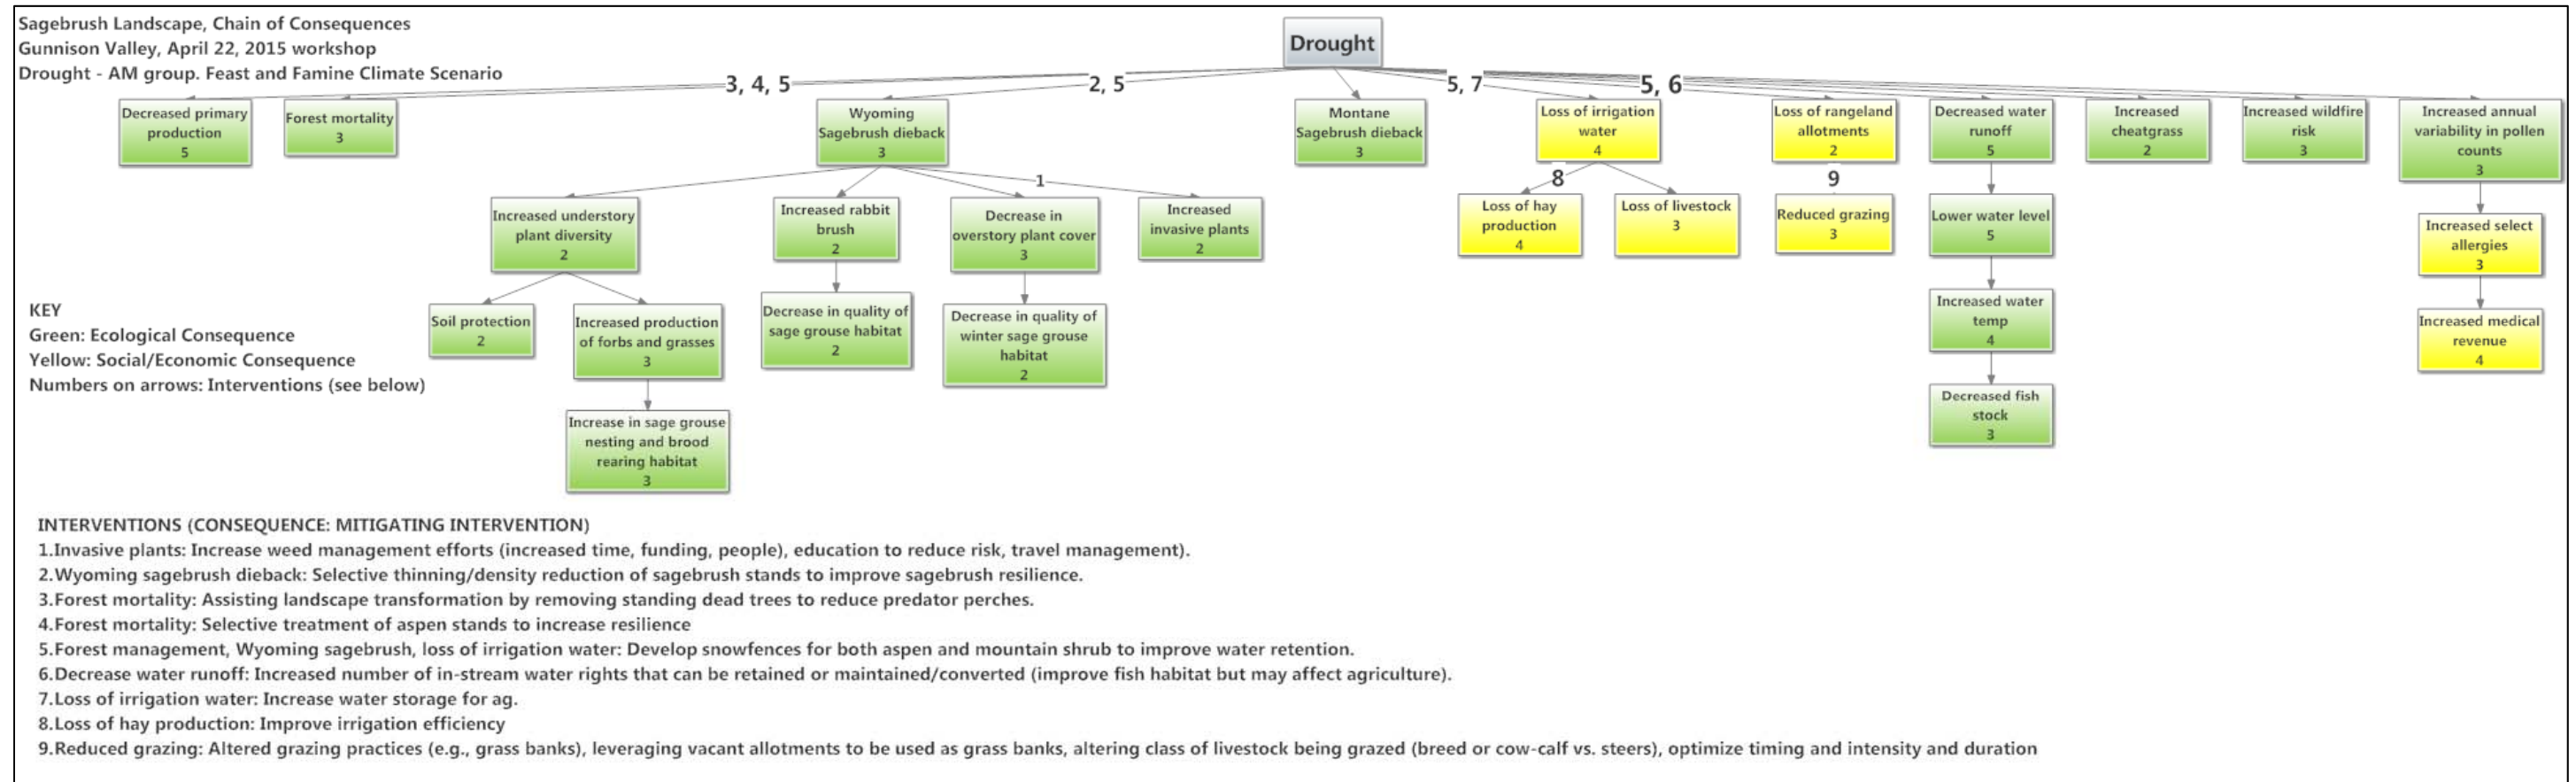 Sagebrush Landscape, Chain of Consequences
Gunnison Valley, April 22, 2015 workshop
Drought - AM group. Feast and Famine Climate Scenario
Drought
3, 4, 5
2, 5
5, 7
5, 6
Decreased primary
production
5
Forest mortality
3
Wyoming
Sagebrush dieback
3
Montane
Sagebrush dieback
3
Loss of irrigation
water
4
Loss of rangeland
allotments
2
Decreased water
runoff
5
Increased
cheatgrass
2
Increased wildfire
risk
3
Increased annual
variability in pollen
counts
3
1
8
9
Increased understory
plant diversity
2
Increased rabbit
brush
2
Decrease in
overstory plant cover
3
Increased
invasive plants
2
Loss of hay
production
4
Loss of livestock
3
Reduced grazing
3
Lower water level
5
Increased select
allergies
3
Soil protection
2
Increased production
of forbs and grasses
3
Decrease in quality of
sage grouse habitat
2
Decrease in quality of
winter sage grouse
habitat
2
Increased water
temp
4
Increased medical
revenue
4
Increase in sage grouse
nesting and brood
rearing habitat
3
Decreased fish
stock
3
KEY
Green: Ecological Consequence
Yellow: Social/Economic Consequence
Numbers on arrows: Interventions (see below)
INTERVENTIONS (CONSEQUENCE: MITIGATING INTERVENTION)
1.Invasive plants: Increase weed management efforts (increased time, funding, people), education to reduce risk, travel management).
2.Wyoming sagebrush dieback: Selective thinning/density reduction of sagebrush stands to improve sagebrush resilience.
3.Forest mortality: Assisting landscape transformation by removing standing dead trees to reduce predator perches.
4.Forest mortality: Selective treatment of aspen stands to increase resilience
5.Forest management, Wyoming sagebrush, loss of irrigation water: Develop snowfences for both aspen and mountain shrub to improve water retention.
6.Decrease water runoff: Increased number of in-stream water rights that can be retained or maintained/converted (improve fish habitat but may affect agriculture).
7.Loss of irrigation water: Increase water storage for ag.
8.Loss of hay production: Improve irrigation efficiency
9.Reduced grazing: Altered grazing practices (e.g., grass banks), leveraging vacant allotments to be used as grass banks, altering class of livestock being grazed (breed or cow-calf vs. steers), optimize timing and intensity and duration